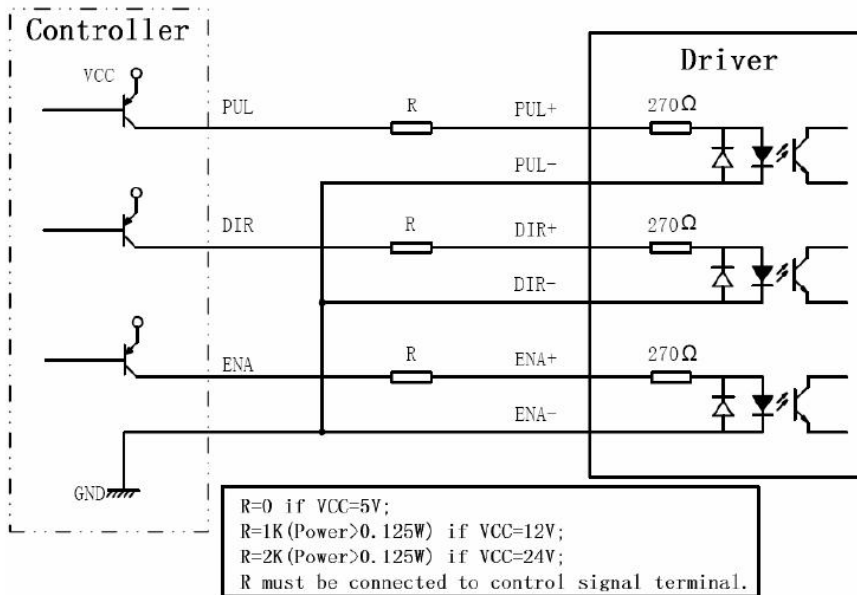 Controller
Driver
VCC
PUL
R
PUL+
270Ω
PUL-
DIR
R
DIR+
270Ω
DIR-
ENA
R
ENA+
270Ω
ENA-
GND
R=0 if VCC=5V;
R=1K(Power>0.125W) if VCC=12V;
R=2K(Power>0.125W) if VCC=24V;
R must be connected to control signal terminal.